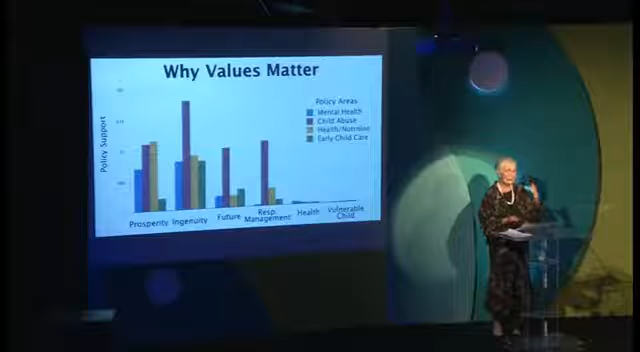 Why Values Matter
Policy Support
Policy Areas
Mental Health
Child Abuse
Health/Nutrition
Early Child Care
Prosperity
Ingenuity
Future
Resp.
Management
Health
Vulnerable
Child